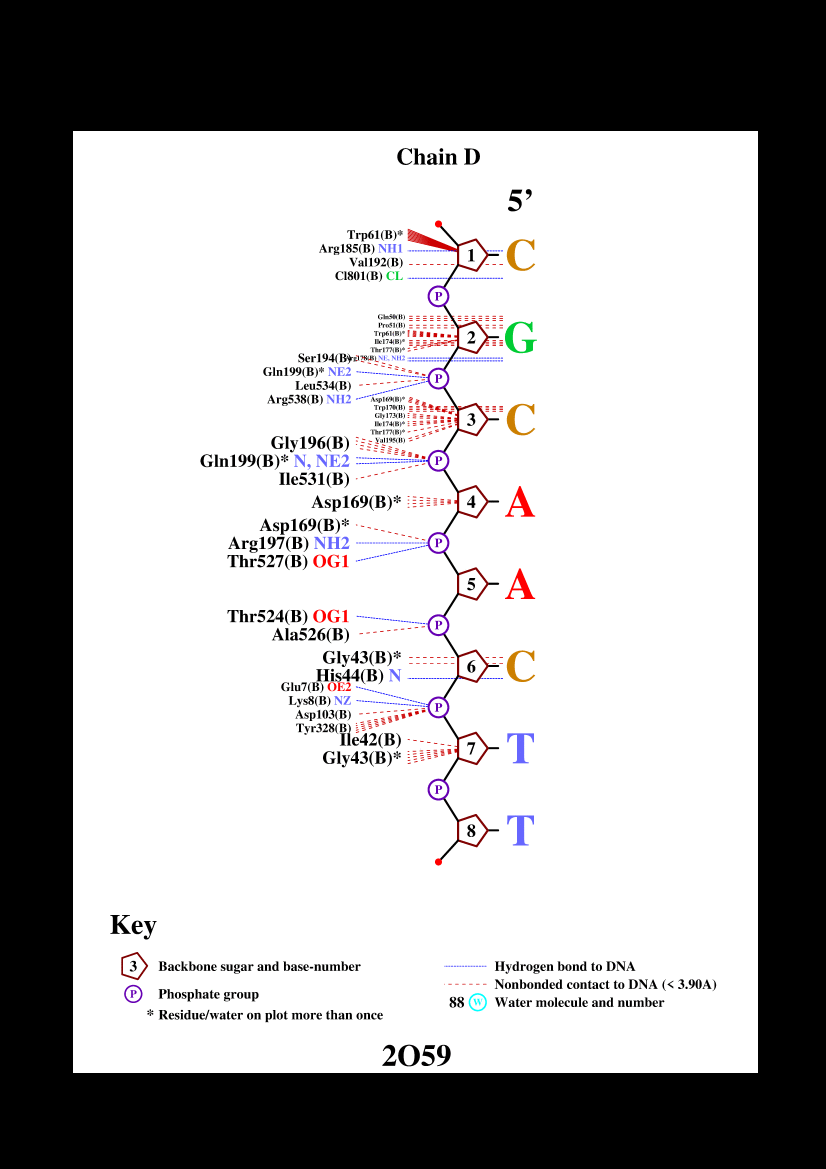 Chain D
5’
Trp61(B)*
Arg185(B) NH1
Val192(B)
Cl801(B) CL
1 C
P
Gln50(B)
Pro51(B)
Trp61(B)*
Ile174(B)*
Thr177(B)*
NE, NH2
2 G
Ser194(B)
Gln199(B)* NE2
Leu534(B)
Arg538(B) NH2
P
Asp169(B)*
Trp170(B)
Gly173(B)
Ile174(B)*
Thr177(B)*
Val195(B)
3 C
Gly196(B)
Gln199(B)* N, NE2
Ile531(B)
P
Asp169(B)*
4 A
Asp169(B)*
Arg197(B) NH2
Thr527(B) OG1
P
5 A
Thr524(B) OG1
Ala526(B)
P
Gly43(B)*
His44(B) N
6 C
Glu7(B) OE2
Lys8(B) NZ
Asp103(B)
Tyr328(B)
P
Ile42(B)
Gly43(B)*
7 T
P
8 T
Key
3 Backbone sugar and base-number
P Phosphate group
* Residue/water on plot more than once
Hydrogen bond to DNA
Nonbonded contact to DNA (< 3.90A)
88 W Water molecule and number
2O59